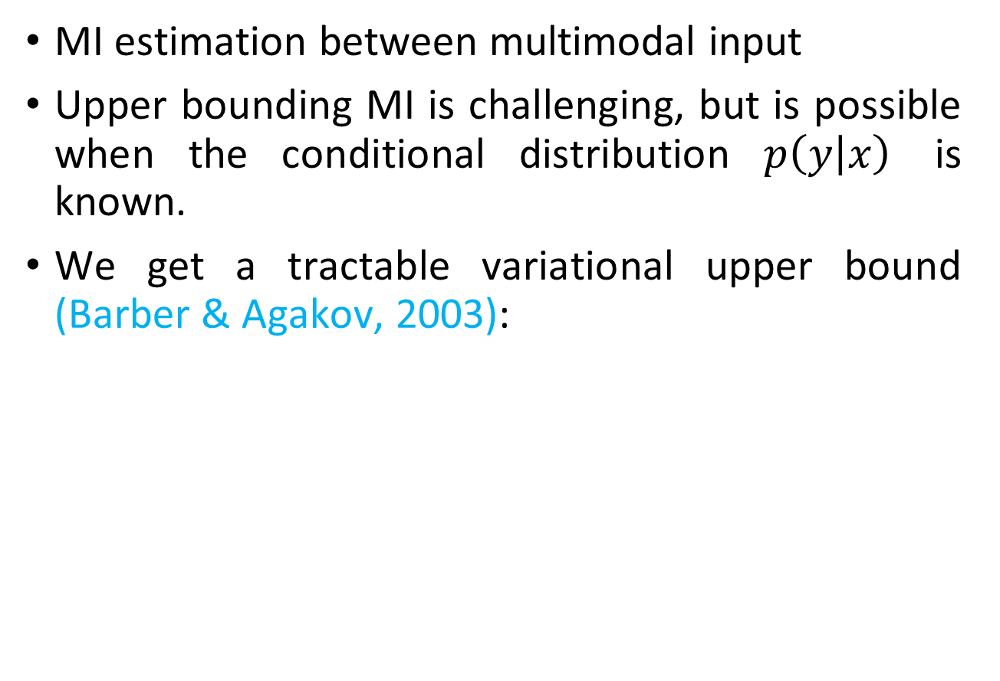 • MI estimation between multimodal input
• Upper bounding MI is challenging, but is possible
when the conditional distribution p(y|x) is
known.
• We get a tractable variational upper bound
(Barber & Agakov, 2003):